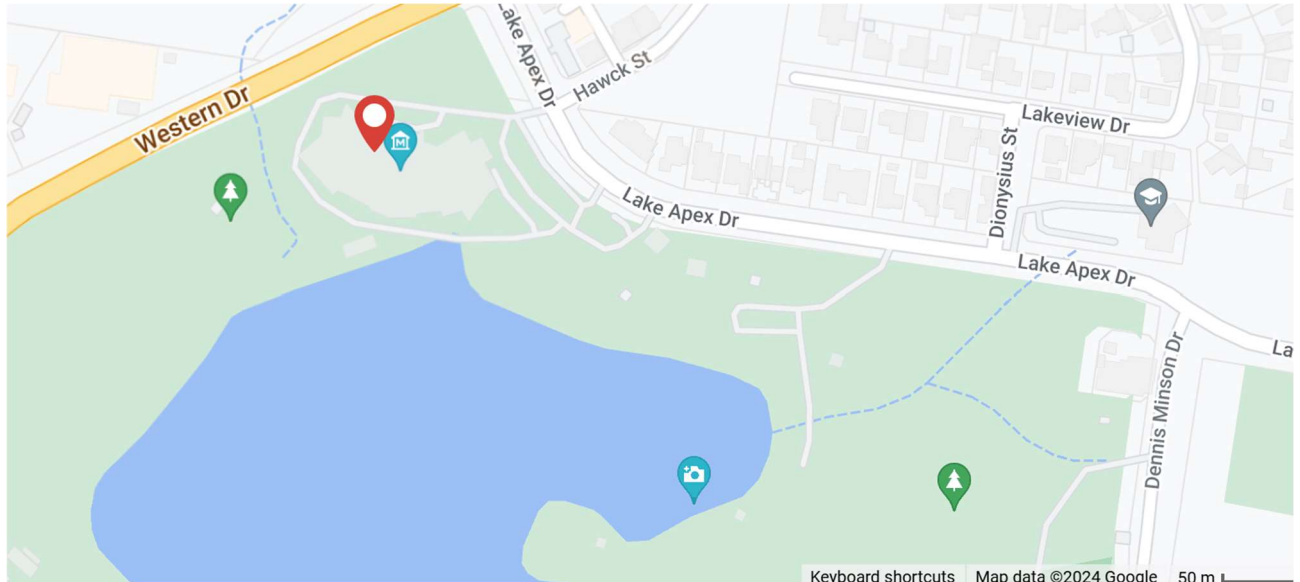 Lake Apex Dr
Hawck St
Western Dr
Lakeview Dr
Dionysius St
Lake Apex Dr
Lake Apex Dr
La
Dennis Minson Dr
Keyboard shortcuts Map data ©2024 Google 50 m